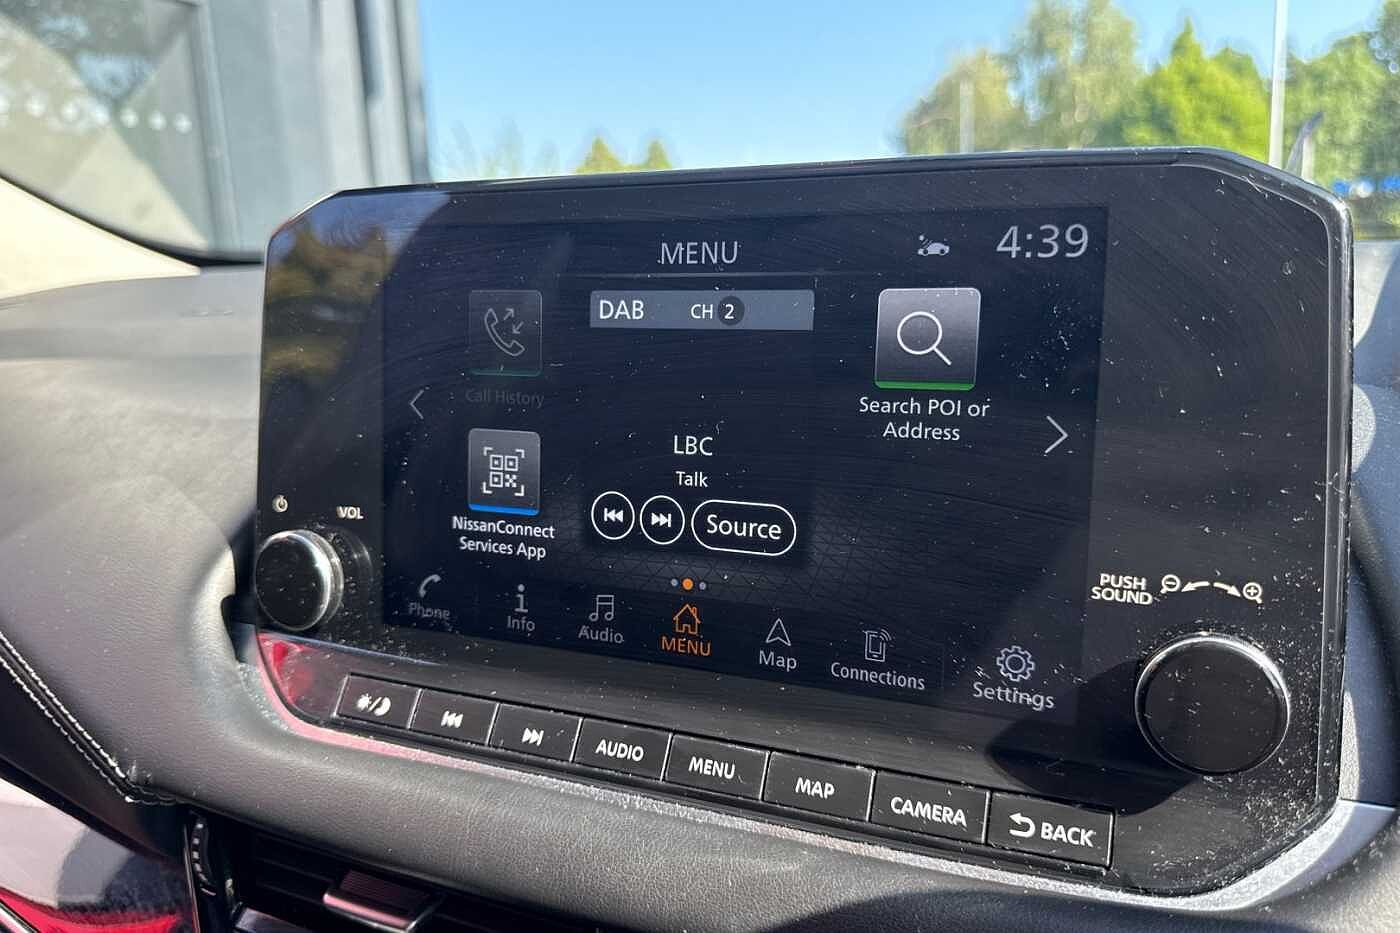 MENU
4:39
DAB CH 2
Call History
Search POI or
Address
LBC
Talk
NissanConnect
Services App
Source
VOL
PUSH
SOUND
Phone
Info
Audio
MENU
Map
Connections
Settings
AUDIO
MENU
MAP
CAMERA
BACK